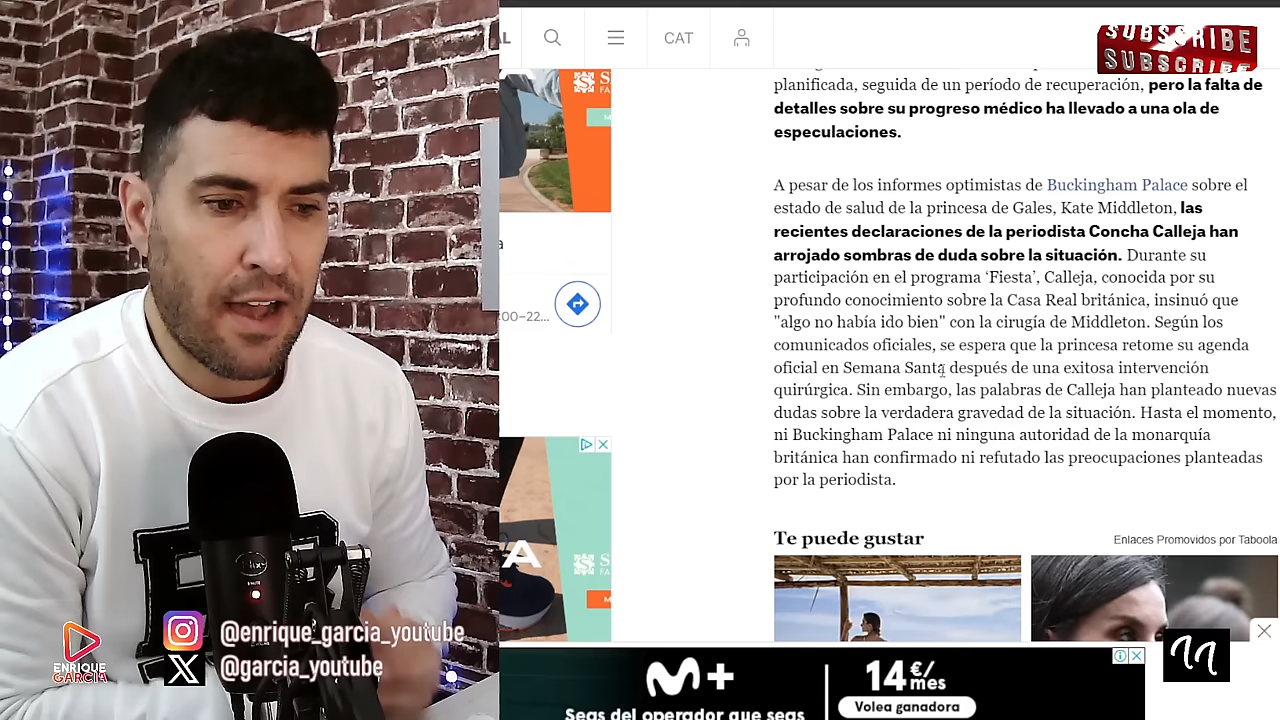 CAT
SUBSCRIBE
SUBSCRIBE
planificada, seguida de un período de recuperación, pero la falta de
detalles sobre su progreso médico ha llevado a una ola de
especulaciones.
A pesar de los informes optimistas de Buckingham Palace sobre el
estado de salud de la princesa de Gales, Kate Middleton, las
recientes declaraciones de la periodista Concha Calleja han
arrojado sombras de duda sobre la situación. Durante su
participación en el programa ‘Fiesta’, Calleja, conocida por su
profundo conocimiento sobre la Casa Real británica, insinuó que
"algo no había ido bien" con la cirugía de Middleton. Según los
comunicados oficiales, se espera que la princesa retome su agenda
oficial en Semana Santa después de una exitosa intervención
quirúrgica. Sin embargo, las palabras de Calleja han planteado nuevas
dudas sobre la verdadera gravedad de la situación. Hasta el momento,
ni Buckingham Palace ni ninguna autoridad de la monarquía
británica han confirmado ni refutado las preocupaciones planteadas
por la periodista.
:00–22...
Te puede gustar
Enlaces Promovidos por Taboola
@enrique_garcia_youtube
@garcia_youtube
ENRIQUE
GARCIA
M+
14 €/mes
Volea ganadora
Seas del operador que seas